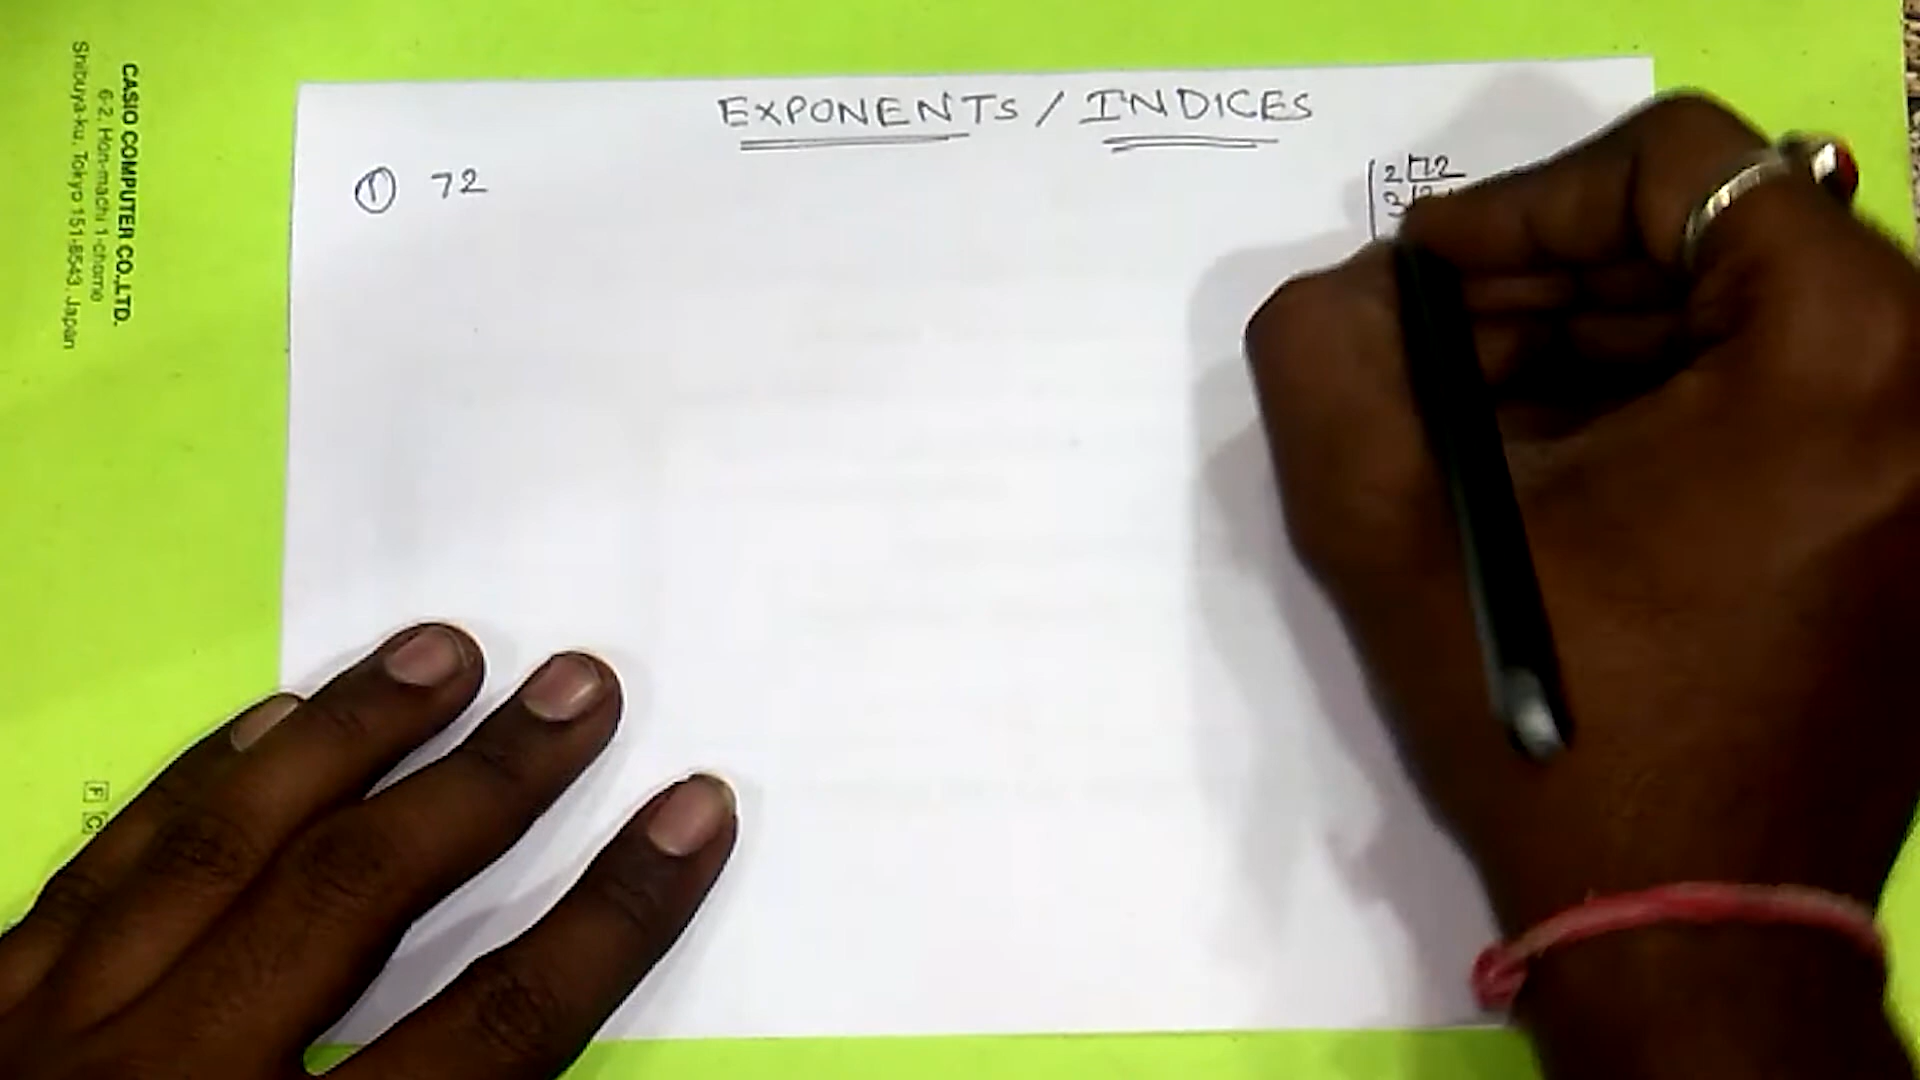 EXPONENTS / INDICES
① 72
2 72
3
CASIO COMPUTER CO.,LTD.
6-2, Hon-machi 1-chome
Shibuya-ku, Tokyo 151-8543, Japan
F C